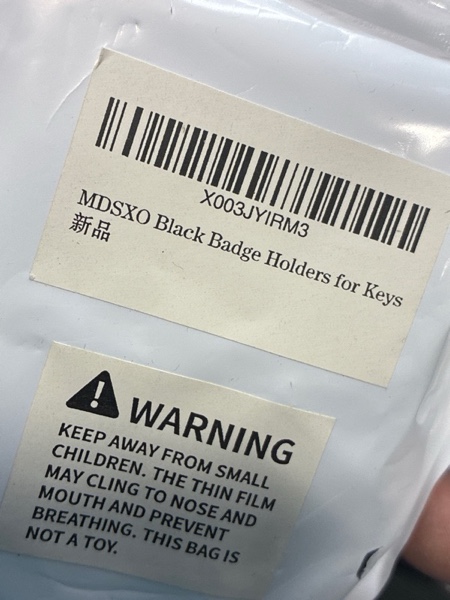 X003JYIRM3
MDSXO Black Badge Holders for Keys
新品
WARNING
KEEP AWAY FROM SMALL
CHILDREN. THE THIN FILM
MAY CLING TO NOSE AND
MOUTH AND PREVENT
BREATHING. THIS BAG IS
NOT A TOY.